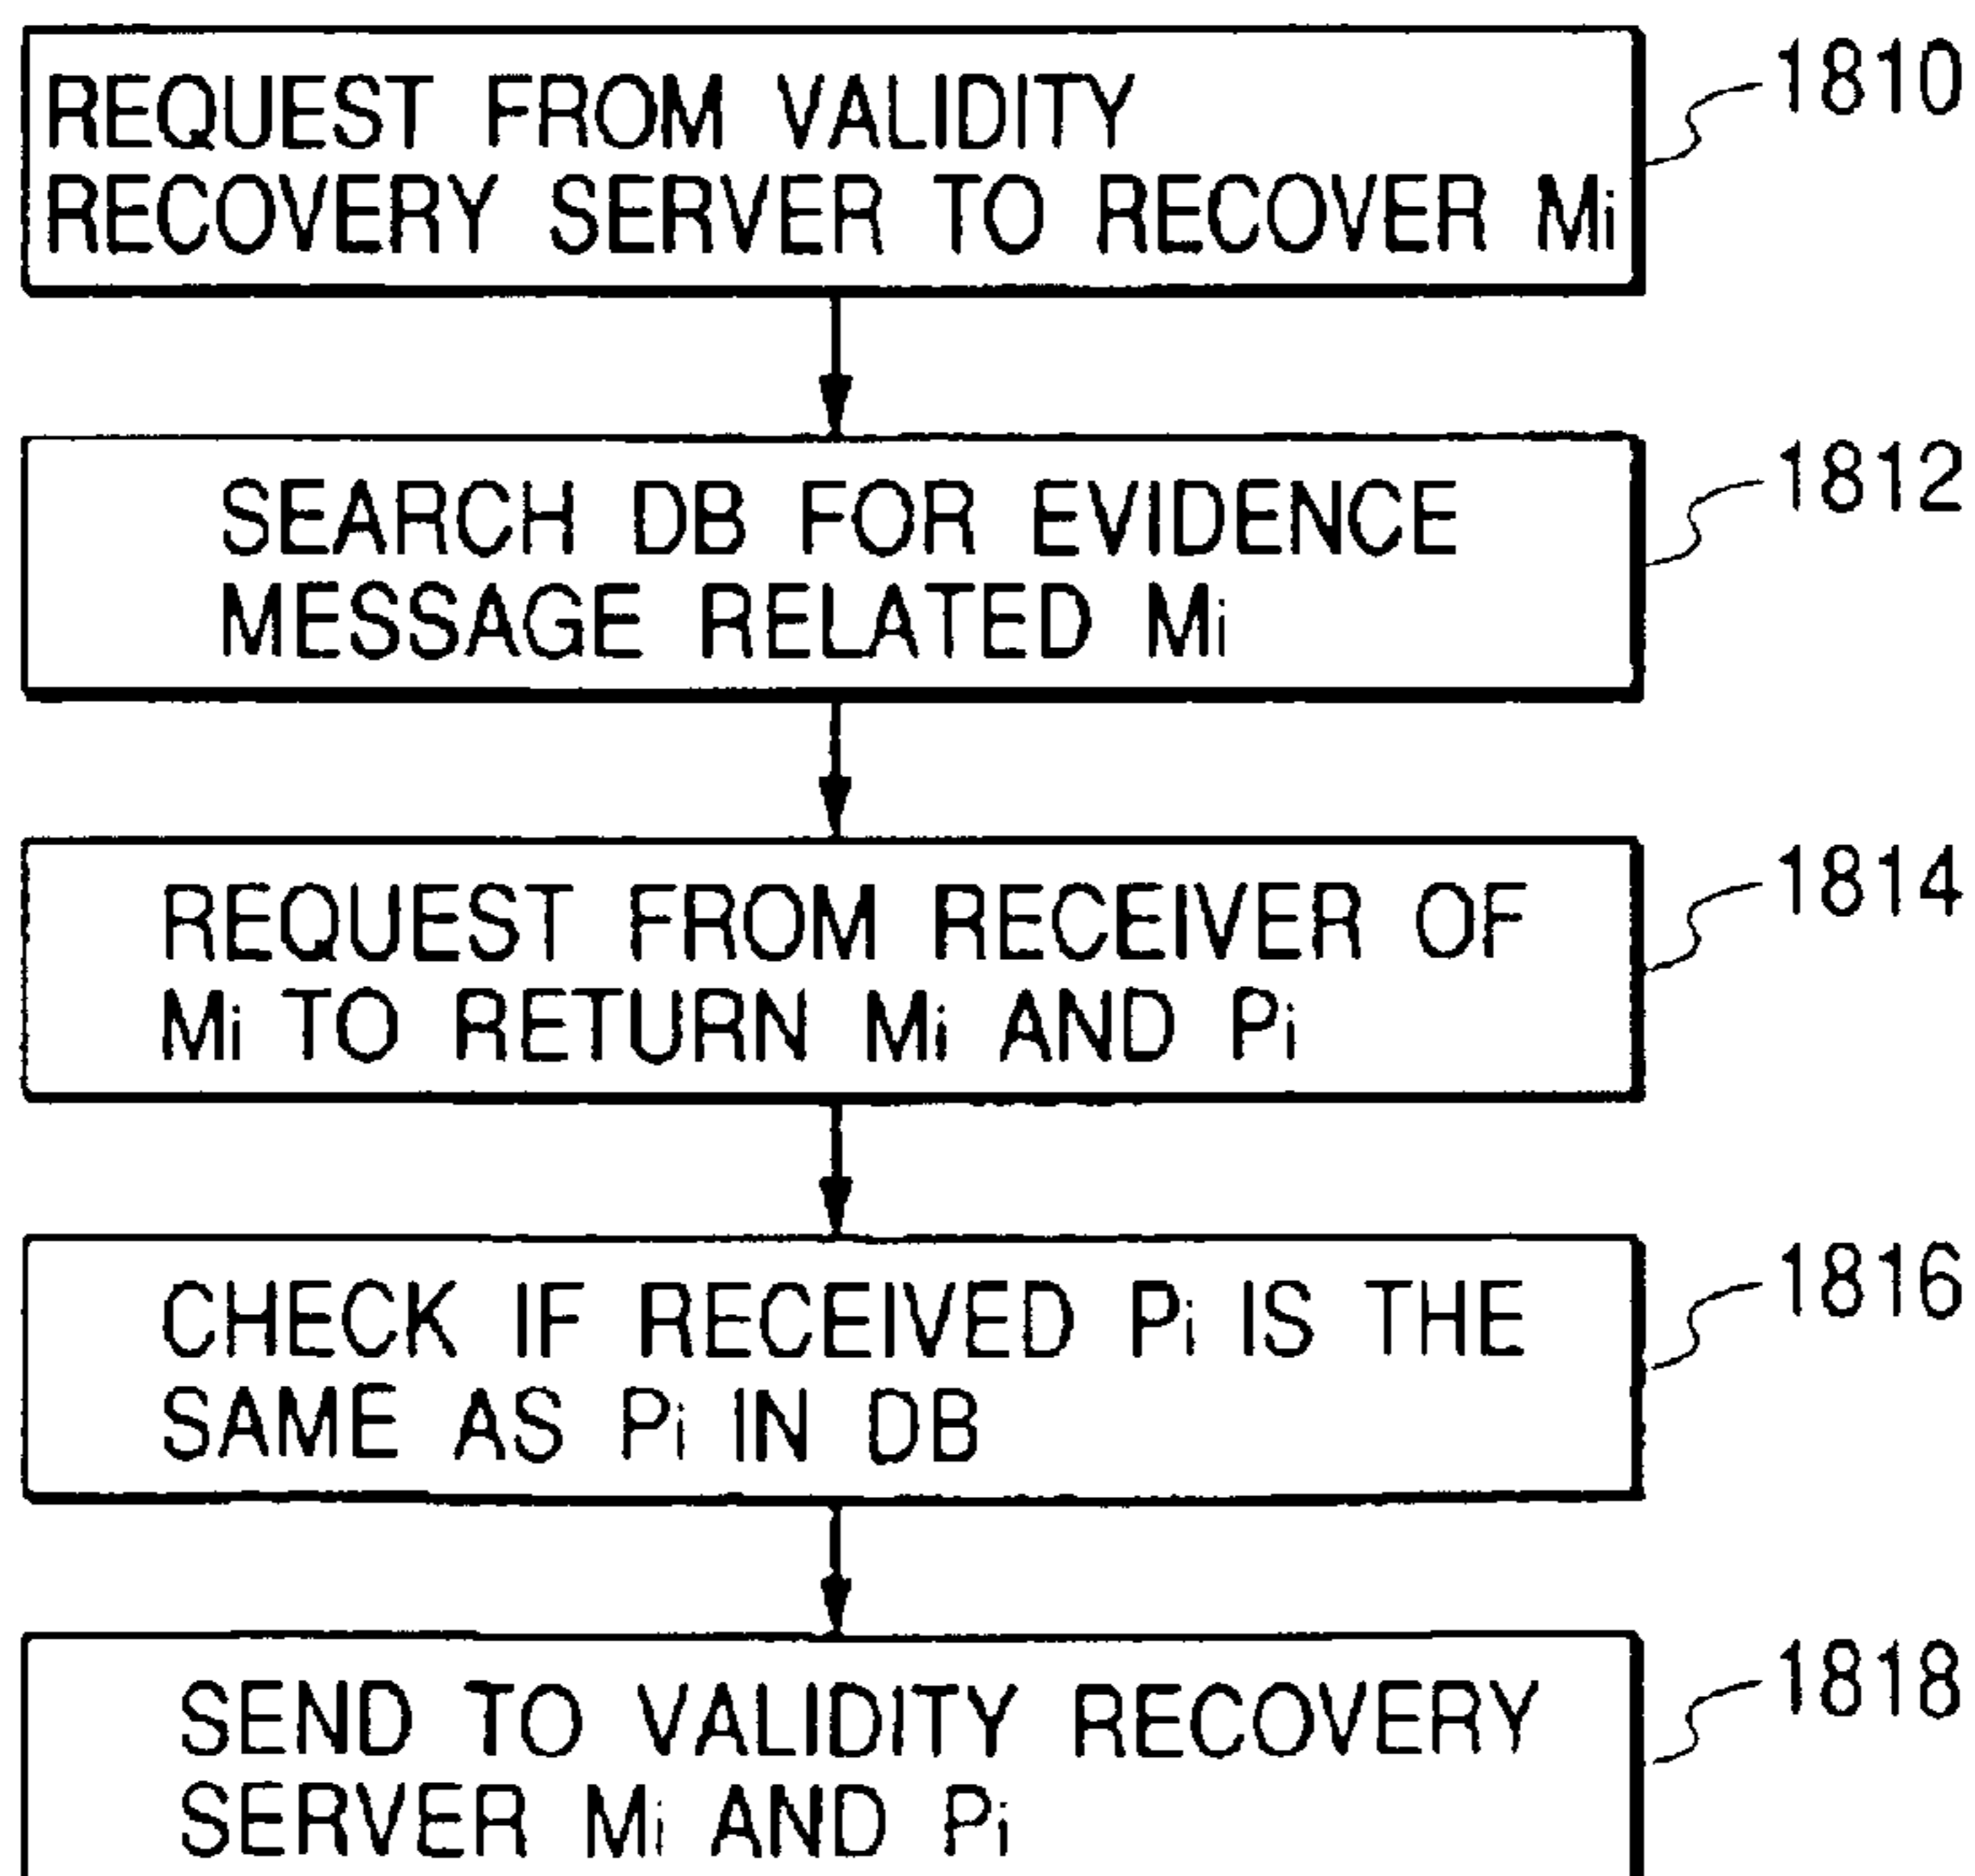 REQUEST FROM VALIDITY
RECOVERY SERVER TO RECOVER Mi
1810
SEARCH DB FOR EVIDENCE
MESSAGE RELATED Mi
1812
REQUEST FROM RECEIVER OF
Mi TO RETURN Mi AND Pi
1814
CHECK IF RECEIVED Pi IS THE
SAME AS Pi IN DB
1816
SEND TO VALIDITY RECOVERY
SERVER Mi AND Pi
1818